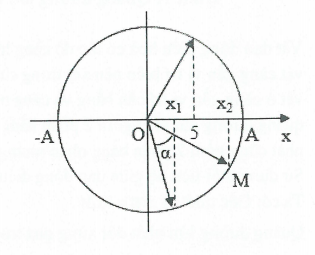 x₁ x₂
-A O 5 A x
α
M